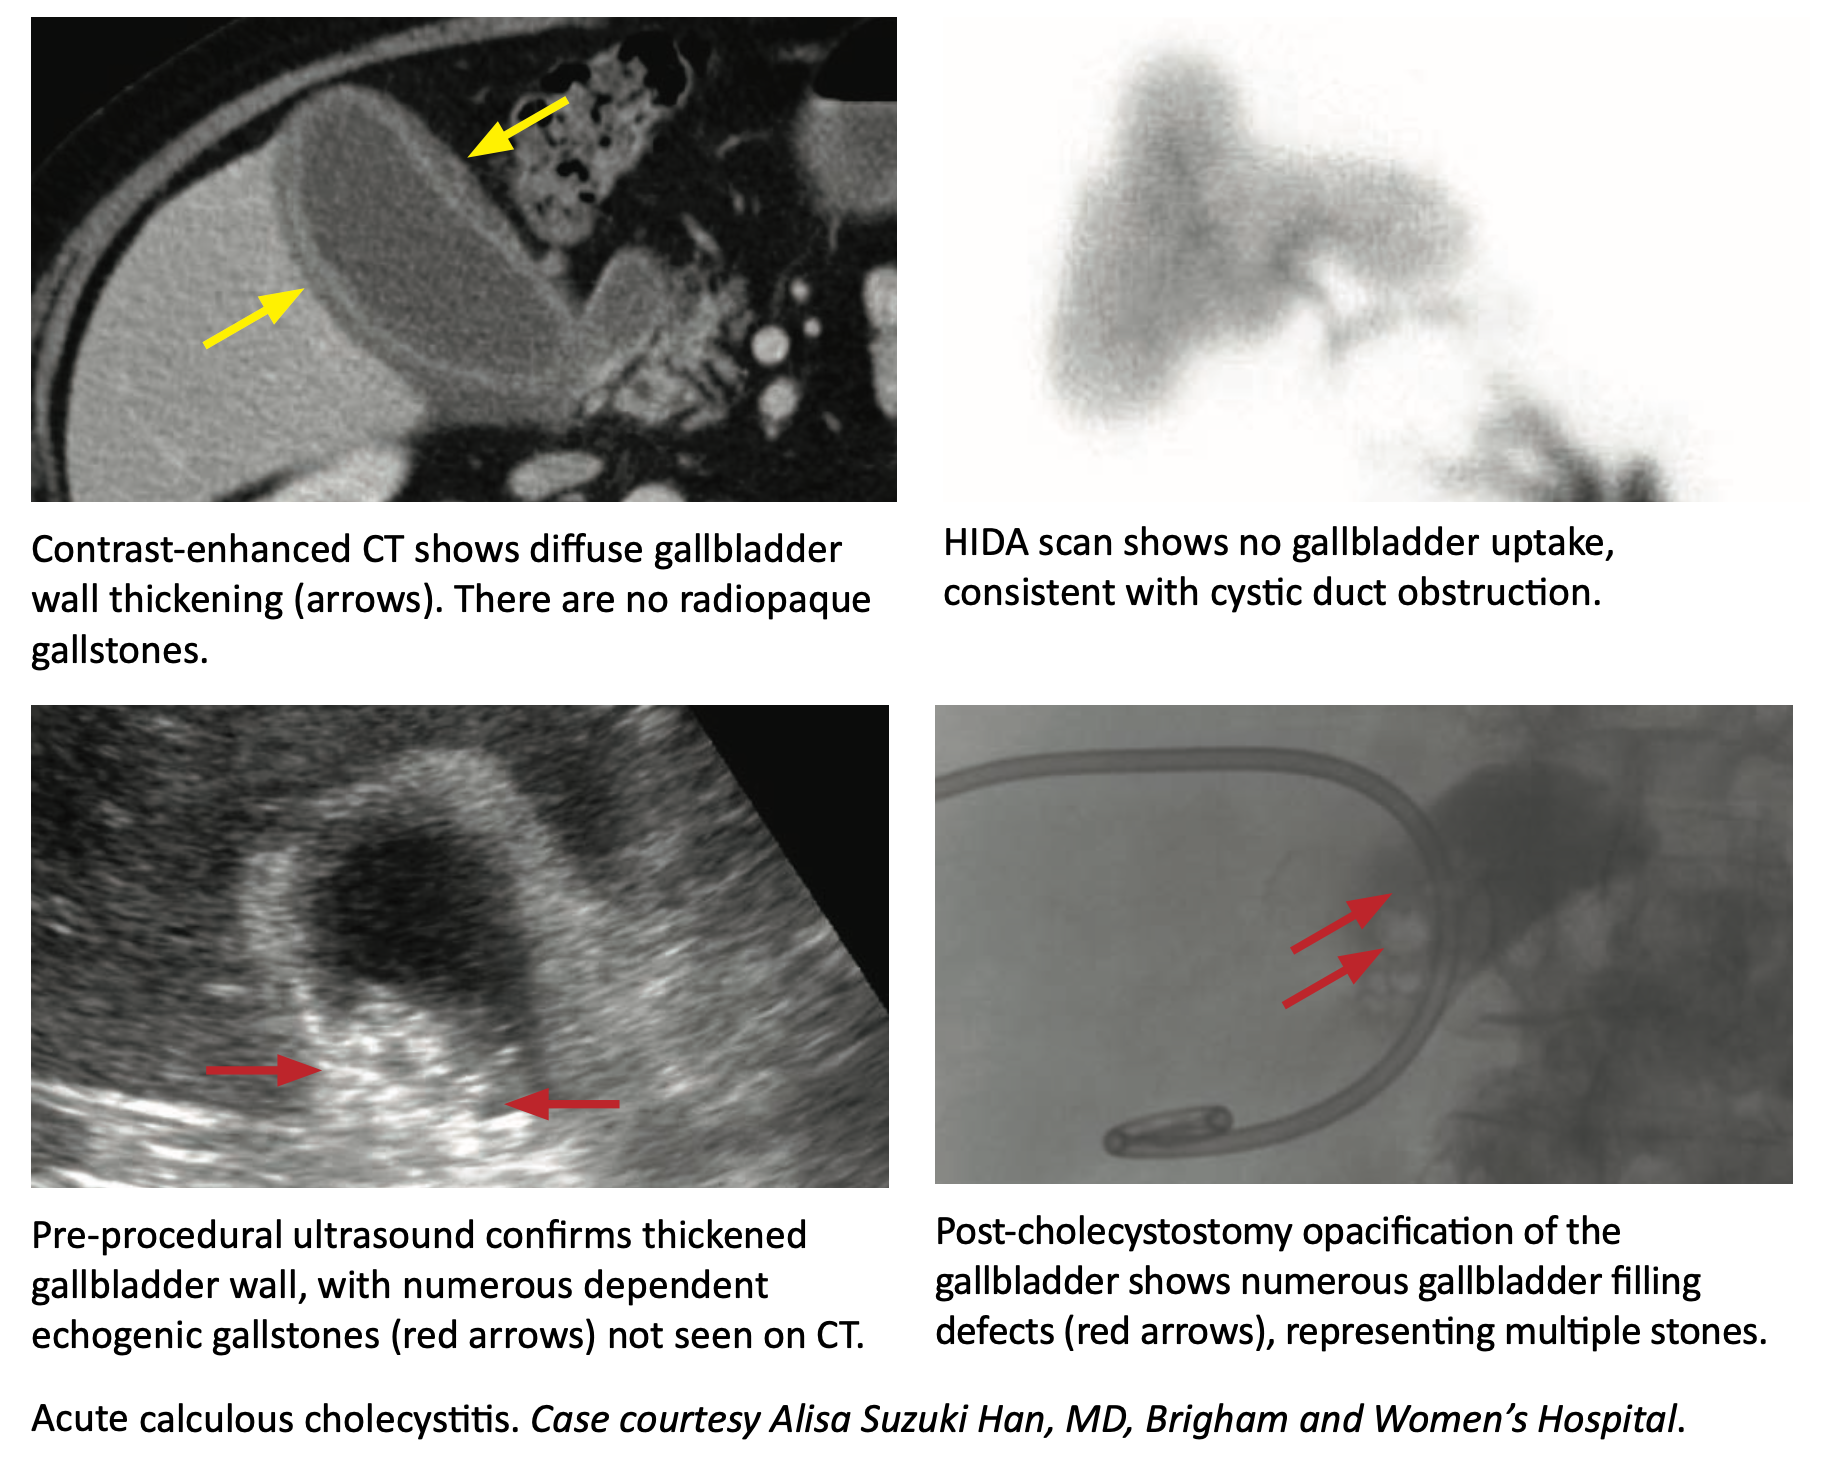 Contrast-enhanced CT shows diffuse gallbladder
wall thickening (arrows). There are no radiopaque
gallstones.
HIDA scan shows no gallbladder uptake,
consistent with cystic duct obstruction.
Pre-procedural ultrasound confirms thickened
gallbladder wall, with numerous dependent
echogenic gallstones (red arrows) not seen on CT.
Post-cholecystostomy opacification of the
gallbladder shows numerous gallbladder filling
defects (red arrows), representing multiple stones.
Acute calculous cholecystitis. Case courtesy Alisa Suzuki Han, MD, Brigham and Women’s Hospital.